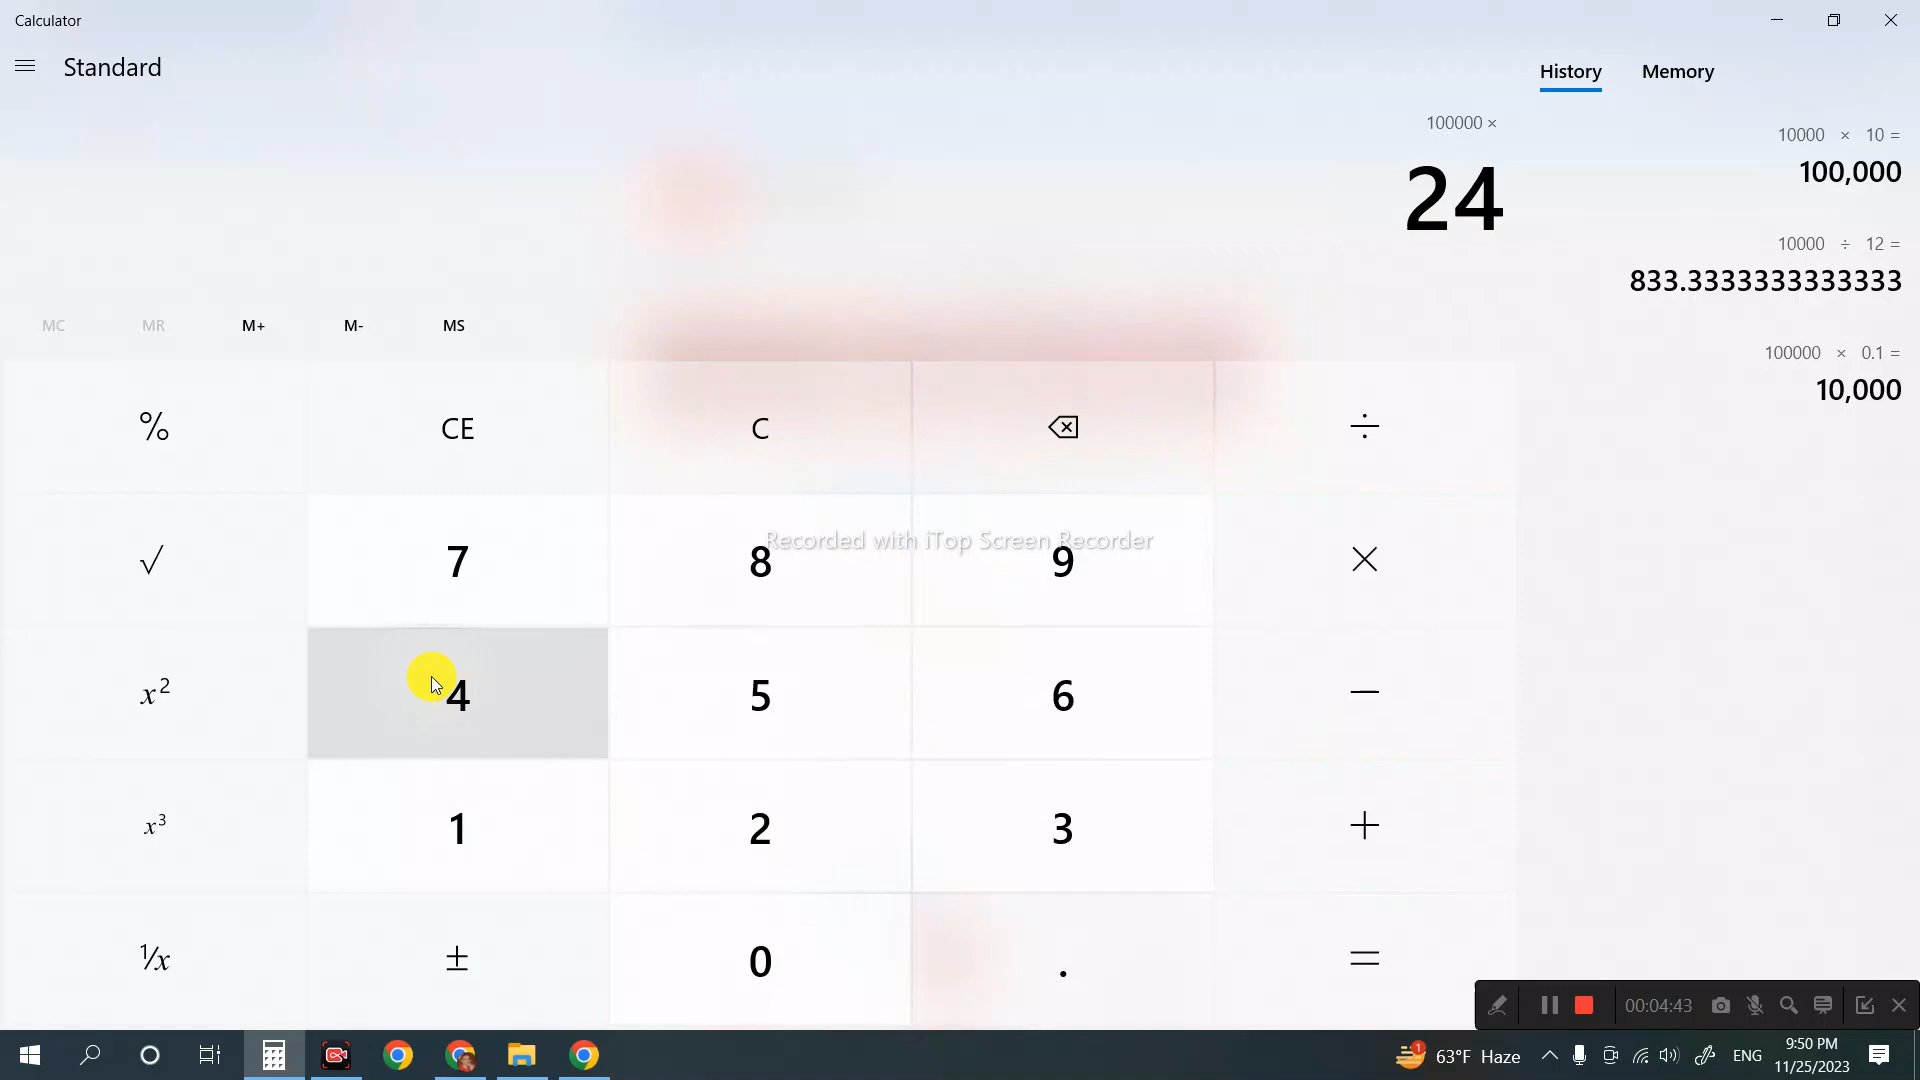 Calculator
Standard
History
Memory
100000 ×
24
10000 × 10 =
100,000
10000 ÷ 12 =
833.3333333333333
100000 × 0.1 =
10,000
MC
MR
M+
M-
MS
%
CE
C
÷
√
7
8
9
×
Recorded with iTop Screen Recorder
x²
4
5
6
−
x³
1
2
3
+
¹/x
±
0
.
=
00:04:43
1
63°F Haze
ENG
9:50 PM
11/25/2023